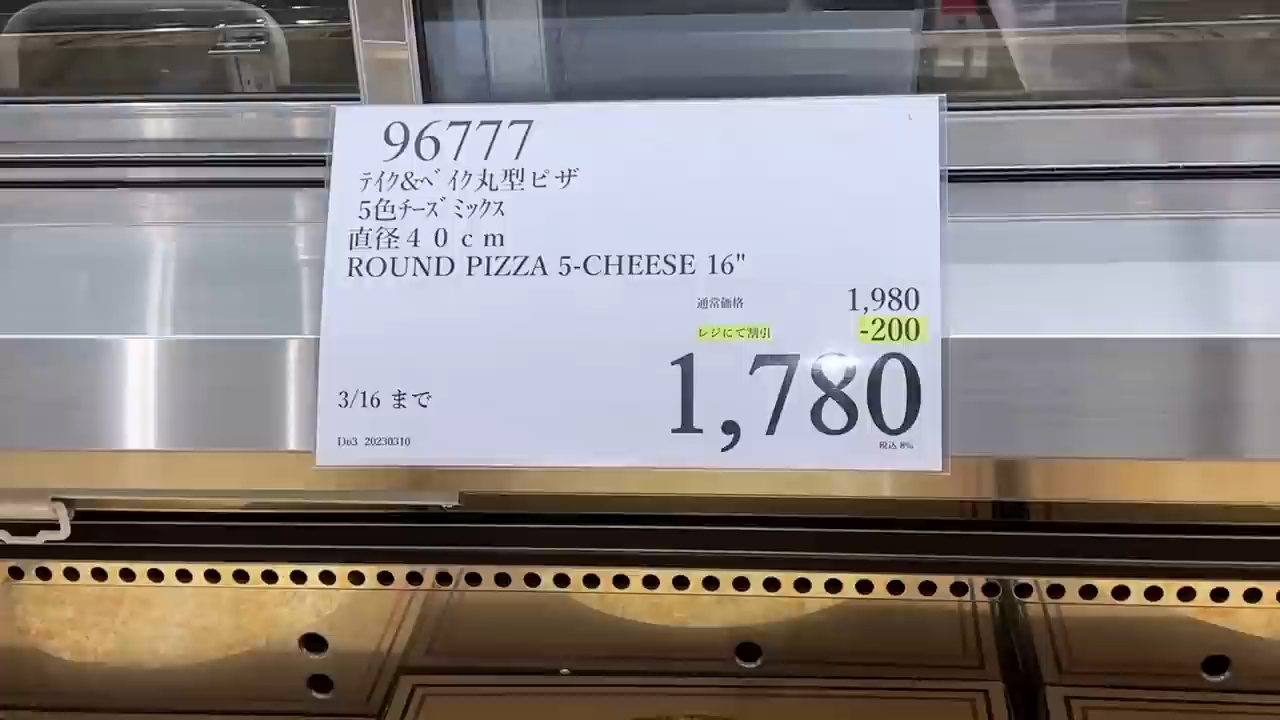 96777
ﾃｲｸ&ﾍﾞｲｸ丸型ピザ
5色ﾁｰｽﾞﾐｯｸｽ
直径４０ｃｍ
ROUND PIZZA 5-CHEESE 16"
通常価格 1,980
レジにて割引 -200
1,780
税込 8%
3/16 まで
Do3 20230310